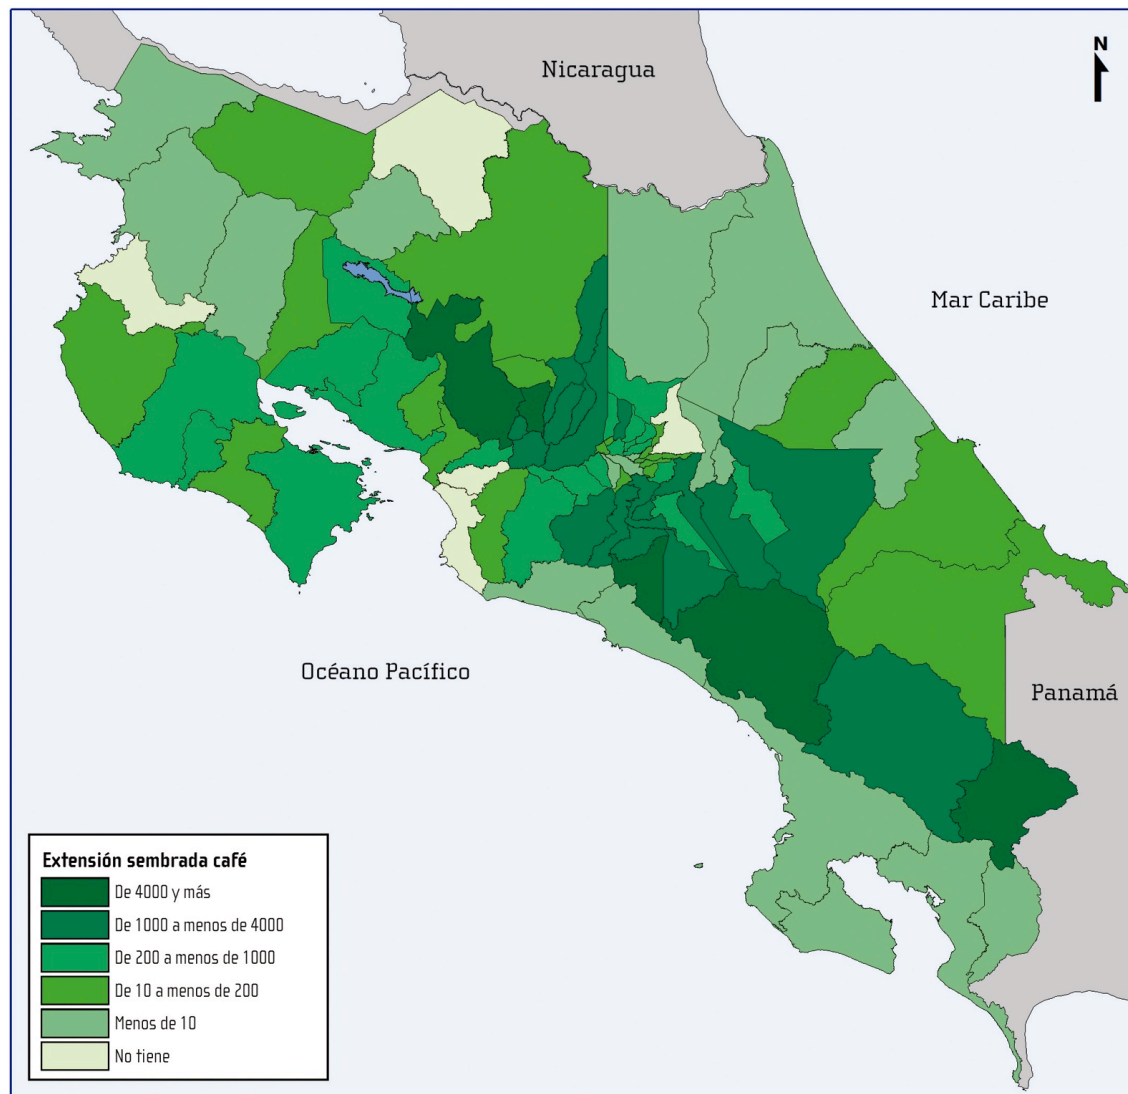 N
Nicaragua
Mar Caribe
Océano Pacífico
Panamá
Extensión sembrada café
De 4000 y más
De 1000 a menos de 4000
De 200 a menos de 1000
De 10 a menos de 200
Menos de 10
No tiene